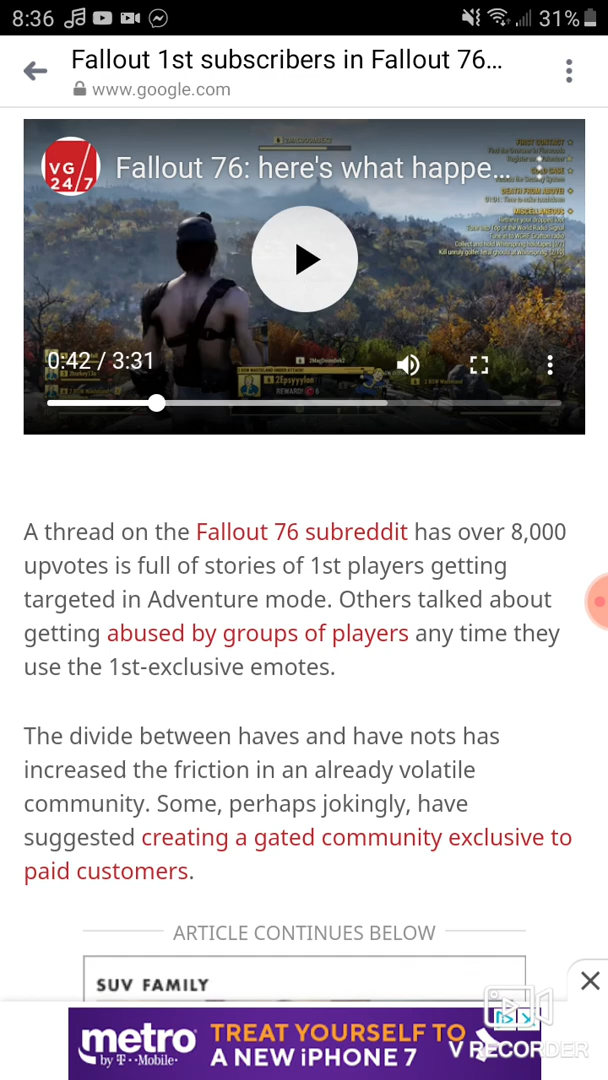 8:36 31%
Fallout 1st subscribers in Fallout 76...
www.google.com
VG 24/7
Fallout 76: here's what happe...
DEATH FROM ABOVE!
MISCELLANEOUS
0:42 / 3:31
REWARD!
A thread on the Fallout 76 subreddit has over 8,000
upvotes is full of stories of 1st players getting
targeted in Adventure mode. Others talked about
getting abused by groups of players any time they
use the 1st-exclusive emotes.
The divide between haves and have nots has
increased the friction in an already volatile
community. Some, perhaps jokingly, have
suggested creating a gated community exclusive to
paid customers.
ARTICLE CONTINUES BELOW
SUV FAMILY
metro
by T-Mobile
TREAT YOURSELF TO
A NEW iPHONE 7
V RECORDER